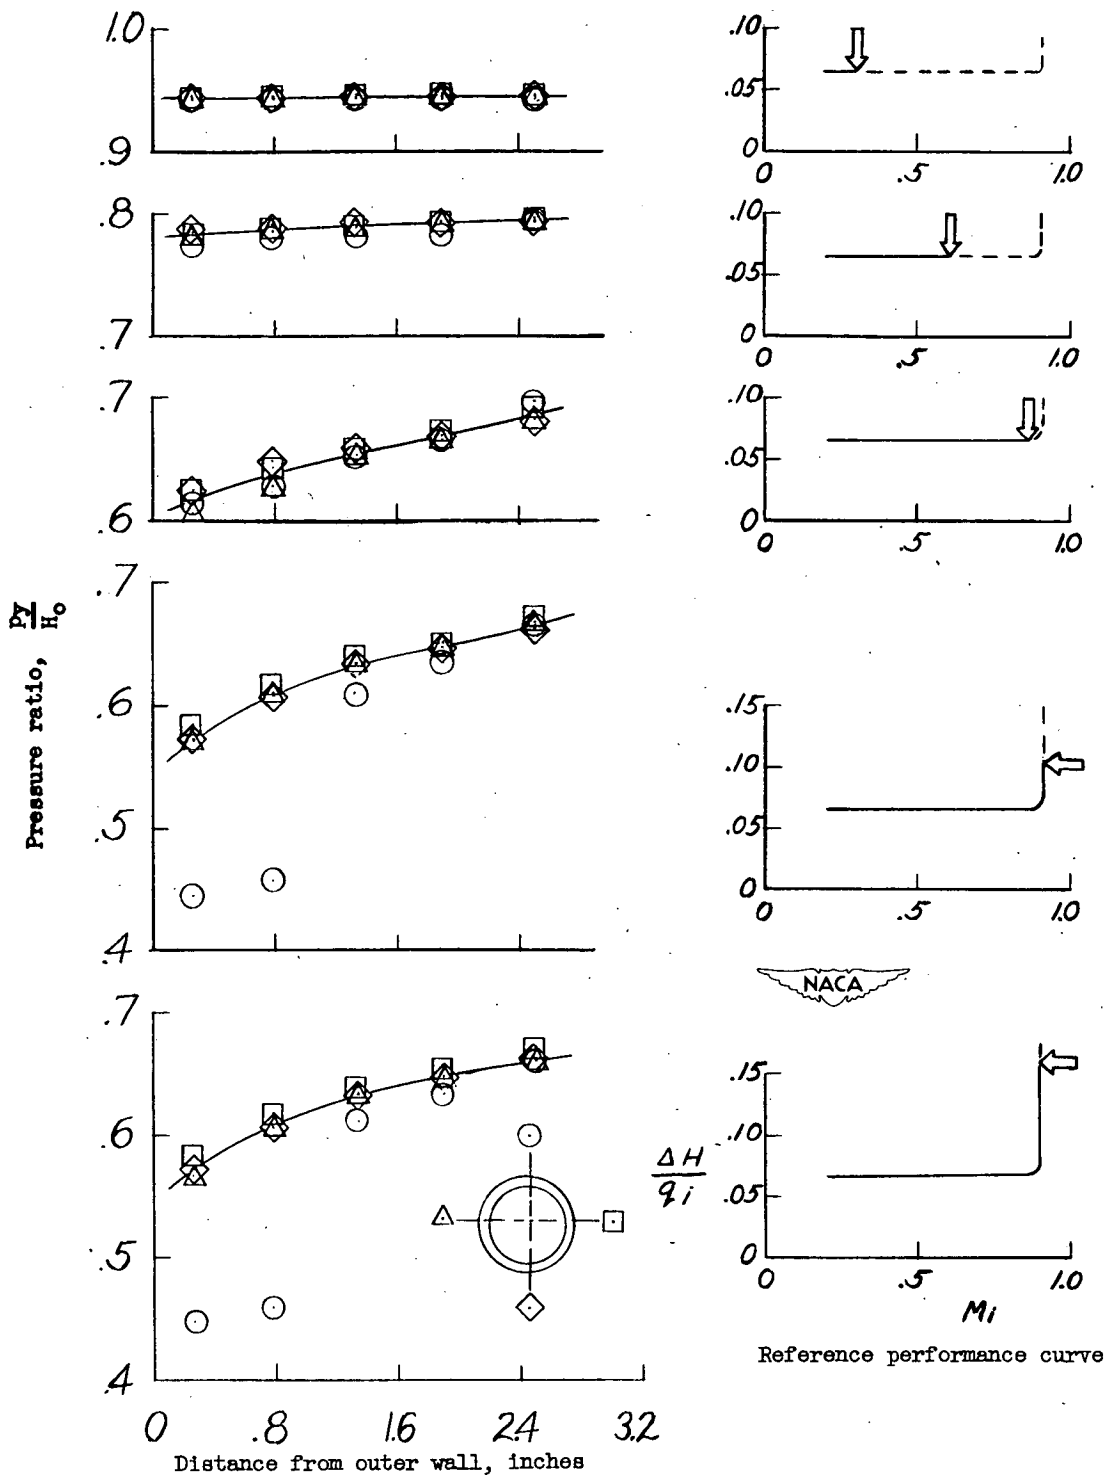 1.0
.9
.10
.05
0
0 .5 1.0
.8
.7
.10
.05
0
0 .5 1.0
.7
.6
.10
.05
0
0 .5 1.0
Pressure ratio, Py/H₀
.7
.6
.5
.4
.15
.10
.05
0
0 .5 1.0
NACA
.7
.6
.5
.4
0 .8 1.6 2.4 3.2
Distance from outer wall, inches
ΔH/qi
.15
.10
.05
0
0 .5 1.0
Mi
Reference performance curve